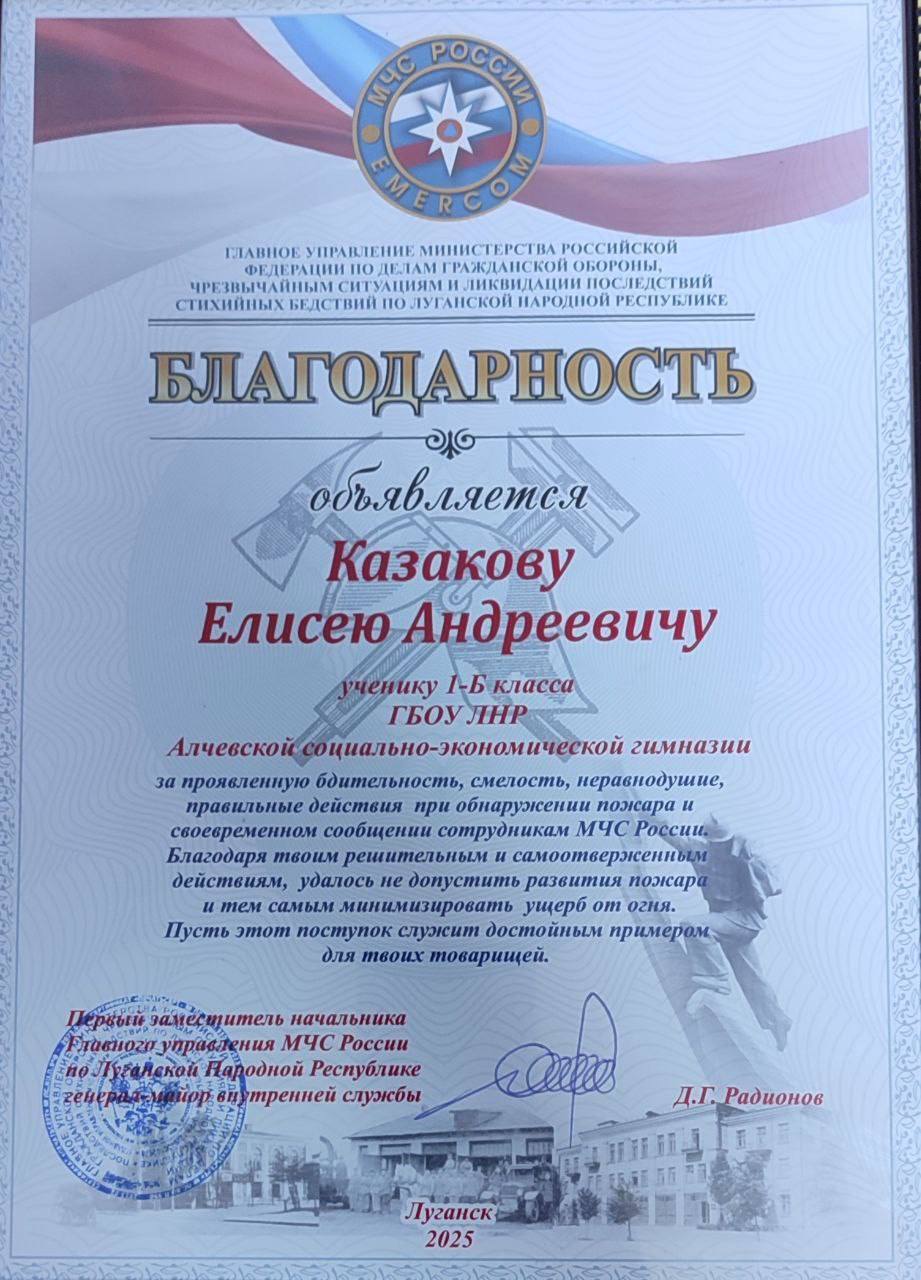 МЧС РОССИИ
EMERCOM
ГЛАВНОЕ УПРАВЛЕНИЕ МИНИСТЕРСТВА РОССИЙСКОЙ
ФЕДЕРАЦИИ ПО ДЕЛАМ ГРАЖДАНСКОЙ ОБОРОНЫ,
ЧРЕЗВЫЧАЙНЫМ СИТУАЦИЯМ И ЛИКВИДАЦИИ ПОСЛЕДСТВИЙ
СТИХИЙНЫХ БЕДСТВИЙ ПО ЛУГАНСКОЙ НАРОДНОЙ РЕСПУБЛИКЕ
БЛАГОДАРНОСТЬ
объявляется
Казакову
Елисею Андреевичу
ученику 1-Б класса
ГБОУ ЛНР
Алчевской социально-экономической гимназии
за проявленную бдительность, смелость, неравнодушие,
правильные действия при обнаружении пожара и
своевременном сообщении сотрудникам МЧС России.
Благодаря твоим решительным и самоотверженным
действиям, удалось не допустить развития пожара
и тем самым минимизировать ущерб от огня.
Пусть этот поступок служит достойным примером
для твоих товарищей.
Первый заместитель начальника
Главного управления МЧС России
по Луганской Народной Республике
генерал-майор внутренней службы
Д.Г. Радионов
Луганск
2025